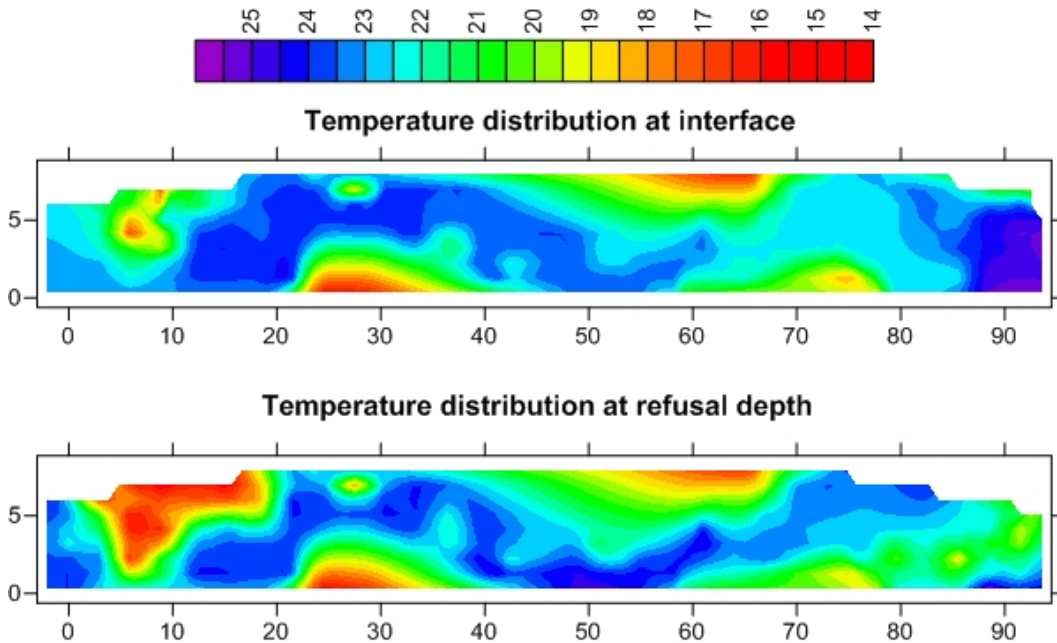 25 24 23 22 21 20 19 18 17 16 15 14
Temperature distribution at interface
5
0
0 10 20 30 40 50 60 70 80 90
Temperature distribution at refusal depth
5
0
0 10 20 30 40 50 60 70 80 90